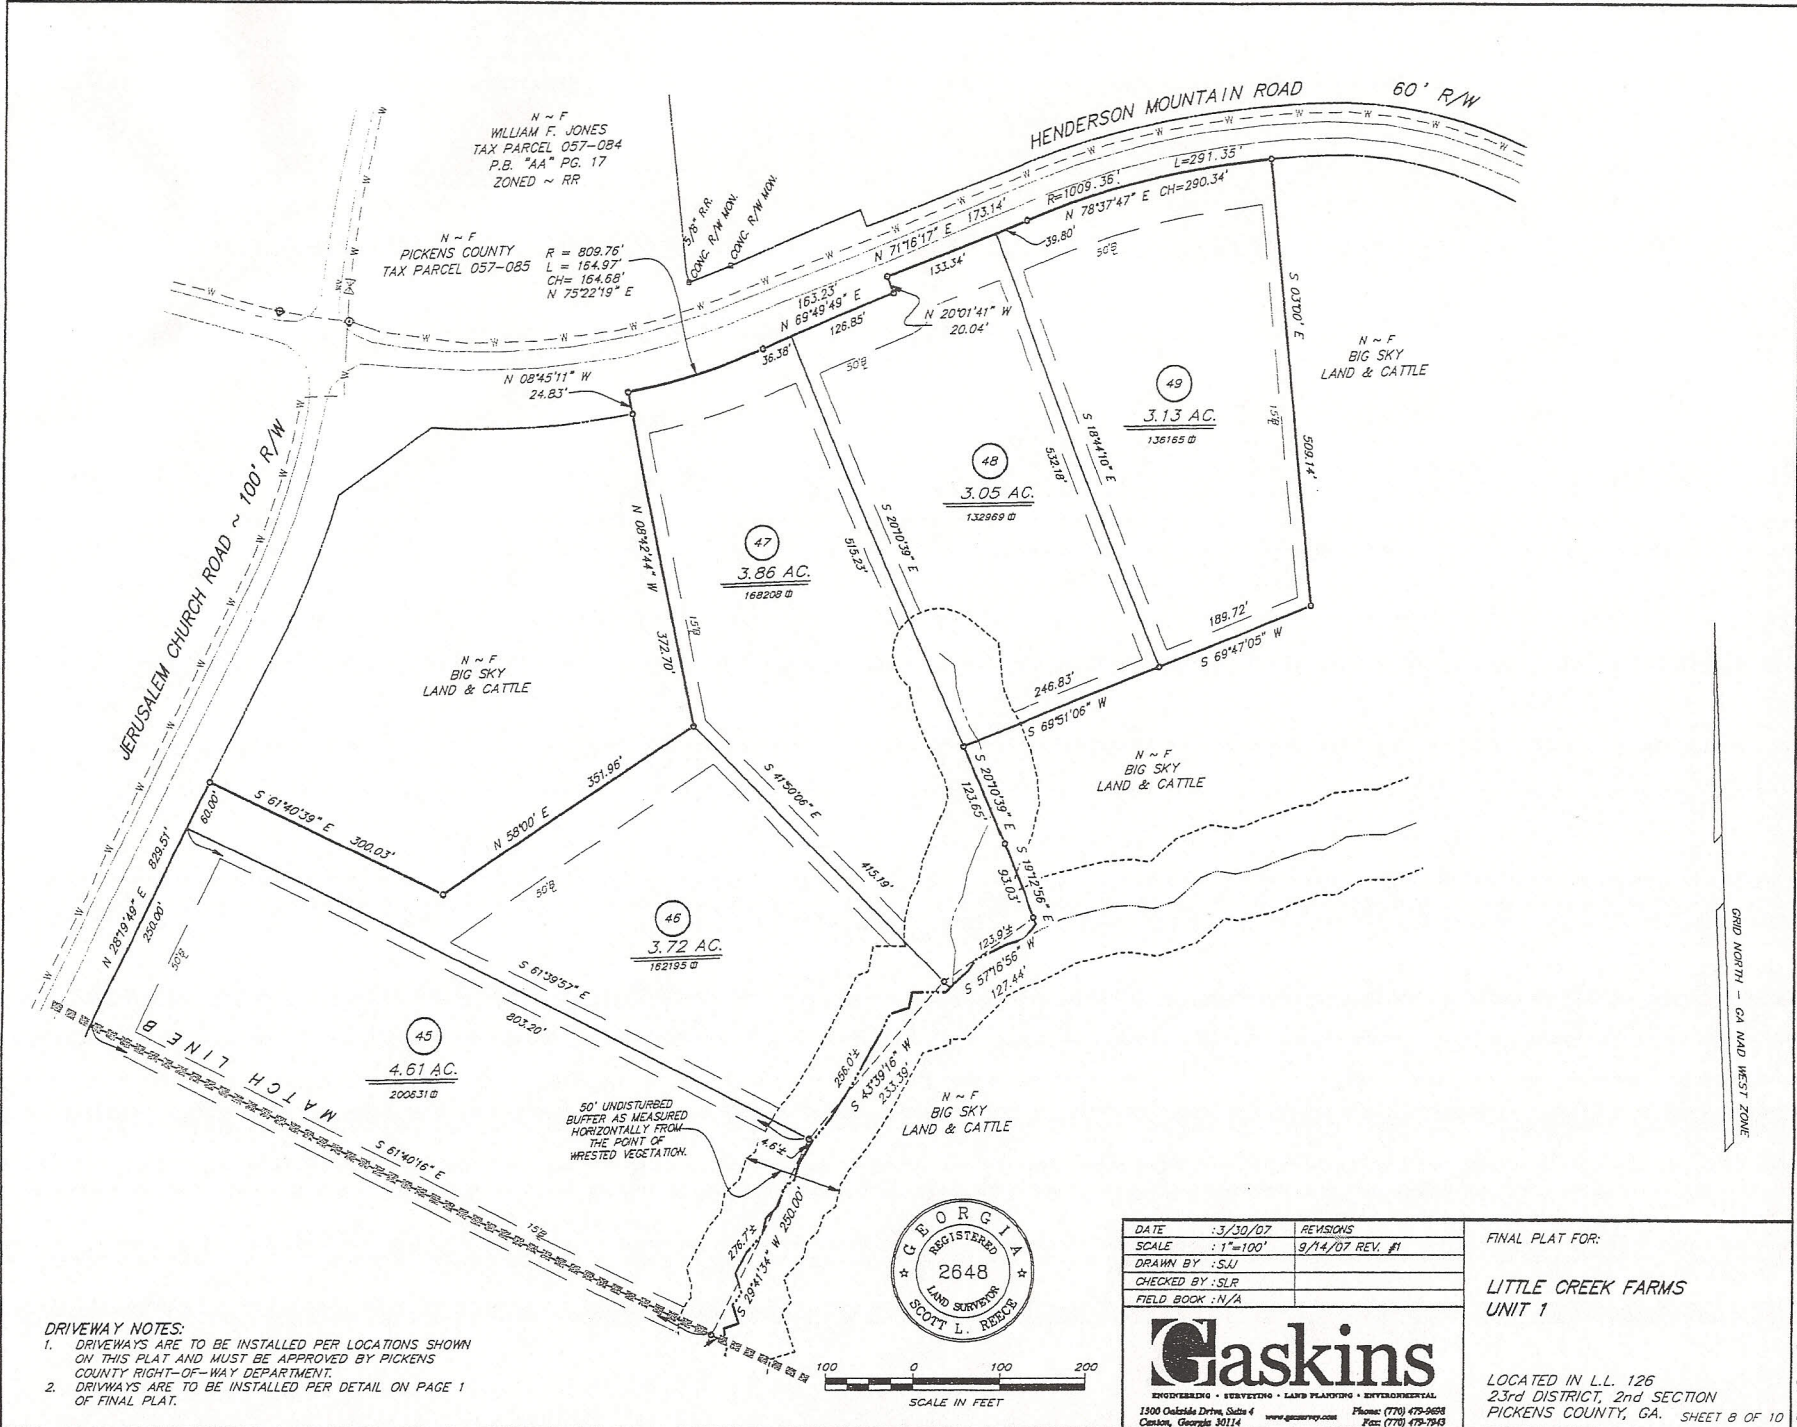 HENDERSON MOUNTAIN ROAD 60' R/W
N ~ F
WILLIAM F. JONES
TAX PARCEL 057-084
P.B. "AA" PG. 17
ZONED ~ RR
N ~ F
PICKENS COUNTY
TAX PARCEL 057-085
R = 809.76'
L = 164.97'
CH= 164.68'
N 75°22'19" E
5/8" R.R.
CONC. R/W MON.
CONC. R/W MON.
L=291.35'
R=1009.36'
N 78°37'47" E CH=290.34'
N 71°16'17" E 173.14'
39.80'
133.34'
50'B
163.23'
N 69°49'49" E
126.85'
36.38'
N 20°01'41" W
20.04'
N 08°45'11" W
24.83'
50'B
S 03°00' E
509.14'
15'B
N ~ F
BIG SKY
LAND & CATTLE
49
3.13 AC.
136165
S 18°44'10" E
532.18'
48
3.05 AC.
132969
S 20°10'39" E
515.23'
47
3.86 AC.
168208
N 08°42'44" W
372.70'
15'B
JERUSALEM CHURCH ROAD ~ 100' R/W
N ~ F
BIG SKY
LAND & CATTLE
189.72'
S 69°47'05" W
246.83'
S 69°51'06" W
N ~ F
BIG SKY
LAND & CATTLE
S 20°10'39" E
123.65'
S 19°12'56" E
93.03'
S 41°50'06" E
415.19'
351.96'
N 58°00' E
S 61°40'39" E
300.03'
60.00'
829.51'
N 28°19'49" E
250.00'
50'B
50'B
46
3.72 AC.
162195
S 61°39'57" E
803.20'
123.9'±
S 57°16'56" W
127.44'
45
4.61 AC.
200831
MATCH LINE B
256.0'±
S 43°39'16" W
233.39'
N ~ F
BIG SKY
LAND & CATTLE
50' UNDISTURBED
BUFFER AS MEASURED
HORIZONTALLY FROM
THE POINT OF
WRESTED VEGETATION.
4.6'±
S 61°40'16" E
15'B
276.7'±
S 29°41'34" W 250.00'
GRID NORTH - GA NAD WEST ZONE
GEORGIA
REGISTERED
2648
LAND SURVEYOR
SCOTT L. REECE
DRIVEWAY NOTES:
1. DRIVEWAYS ARE TO BE INSTALLED PER LOCATIONS SHOWN
ON THIS PLAT AND MUST BE APPROVED BY PICKENS
COUNTY RIGHT-OF-WAY DEPARTMENT.
2. DRIVWAYS ARE TO BE INSTALLED PER DETAIL ON PAGE 1
OF FINAL PLAT.
100 0 100 200
SCALE IN FEET
DATE :3/30/07 REVISIONS
SCALE : 1"=100' 9/14/07 REV. #1
DRAWN BY :SJJ
CHECKED BY :SLR
FIELD BOOK :N/A
Gaskins
ENGINEERING • SURVEYING • LAND PLANNING • ENVIRONMENTAL
1300 Oakside Drive, Suite 4
Canton, Georgia 30114
www.gscsurvey.com
Phone: (770) 479-9698
Fax: (770) 479-7943
FINAL PLAT FOR:
LITTLE CREEK FARMS
UNIT 1
LOCATED IN L.L. 126
23rd DISTRICT, 2nd SECTION
PICKENS COUNTY, GA. SHEET 8 OF 10